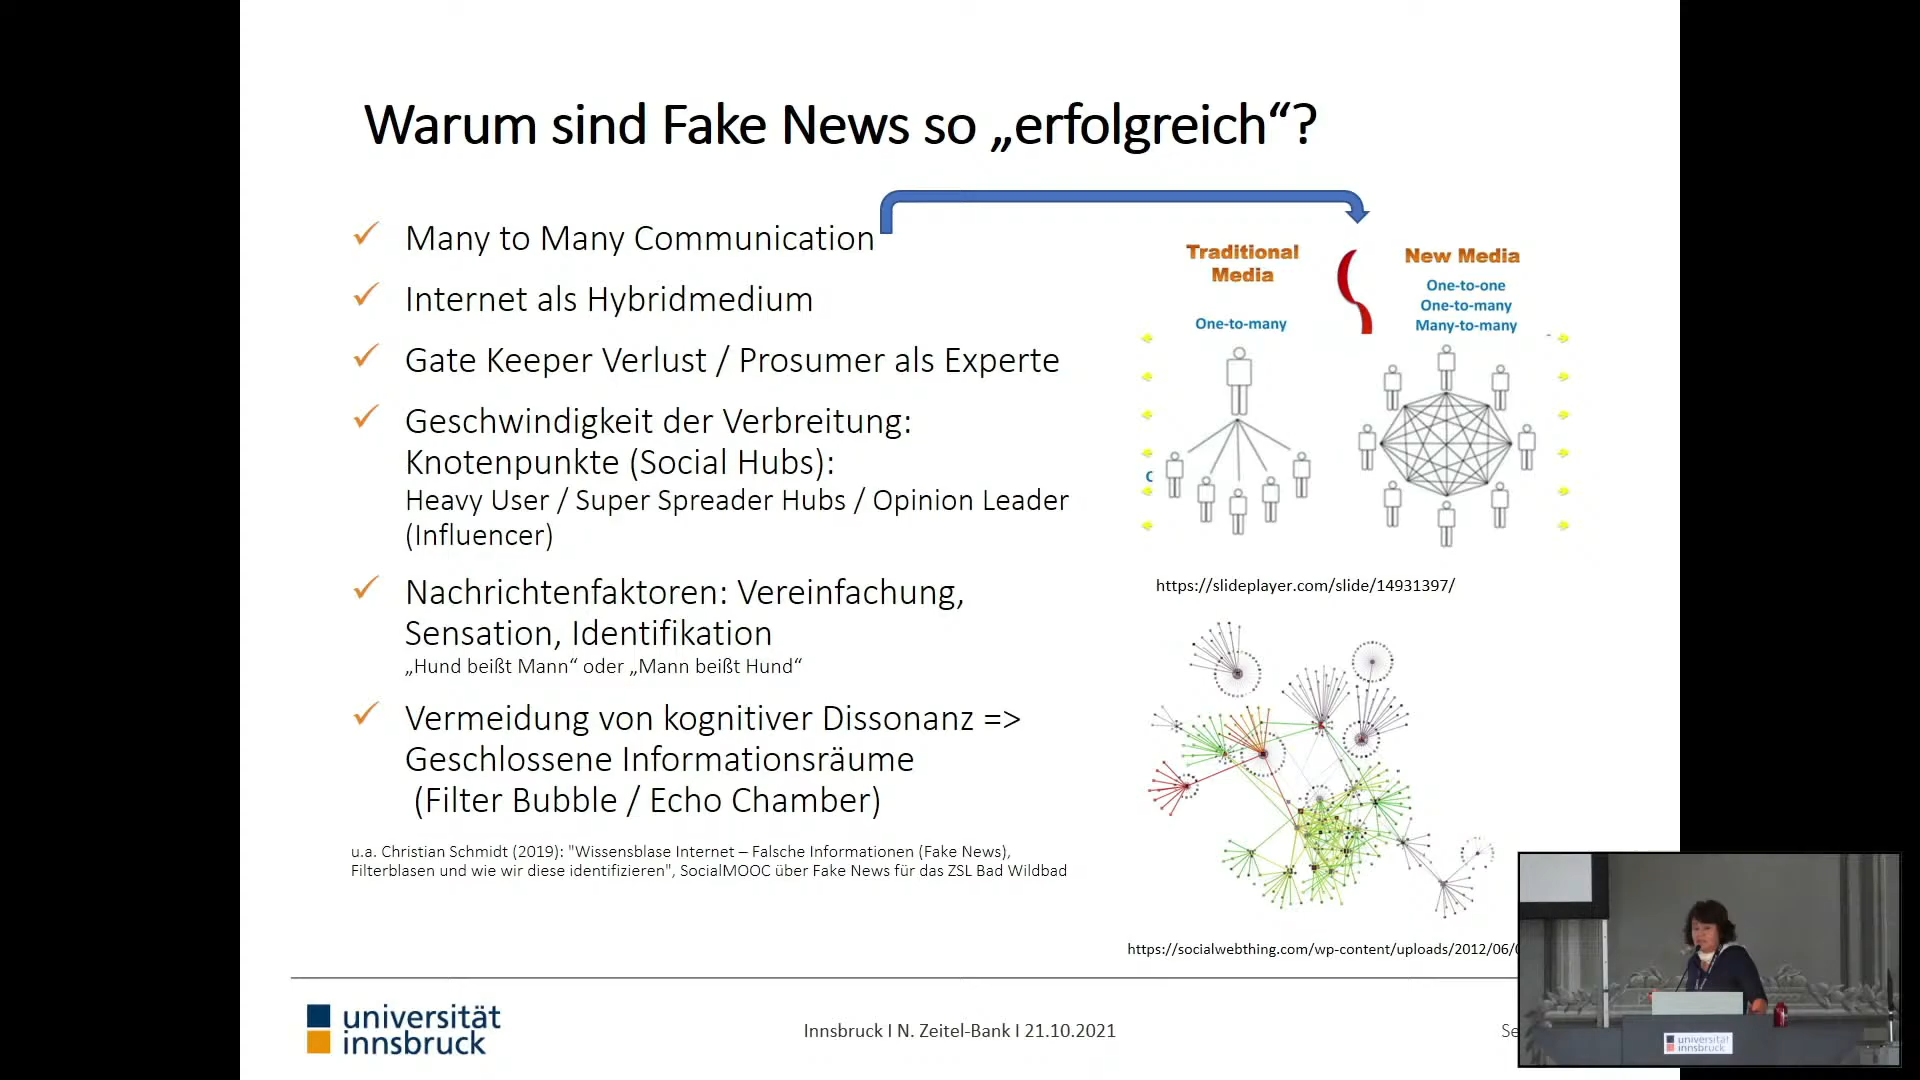 Warum sind Fake News so „erfolgreich“?
Many to Many Communication
Internet als Hybridmedium
Gate Keeper Verlust / Prosumer als Experte
Geschwindigkeit der Verbreitung:
Knotenpunkte (Social Hubs):
Heavy User / Super Spreader Hubs / Opinion Leader
(Influencer)
Nachrichtenfaktoren: Vereinfachung,
Sensation, Identifikation
„Hund beißt Mann“ oder „Mann beißt Hund“
Vermeidung von kognitiver Dissonanz =>
Geschlossene Informationsräume
(Filter Bubble / Echo Chamber)
u.a. Christian Schmidt (2019): "Wissensblase Internet – Falsche Informationen (Fake News),
Filterblasen und wie wir diese identifizieren", SocialMOOC über Fake News für das ZSL Bad Wildbad
Traditional
Media
One-to-many
New Media
One-to-one
One-to-many
Many-to-many
https://slideplayer.com/slide/14931397/
https://socialwebthing.com/wp-content/uploads/2012/06/
universität
innsbruck
Innsbruck I N. Zeitel-Bank I 21.10.2021
Se
universität
innsbruck